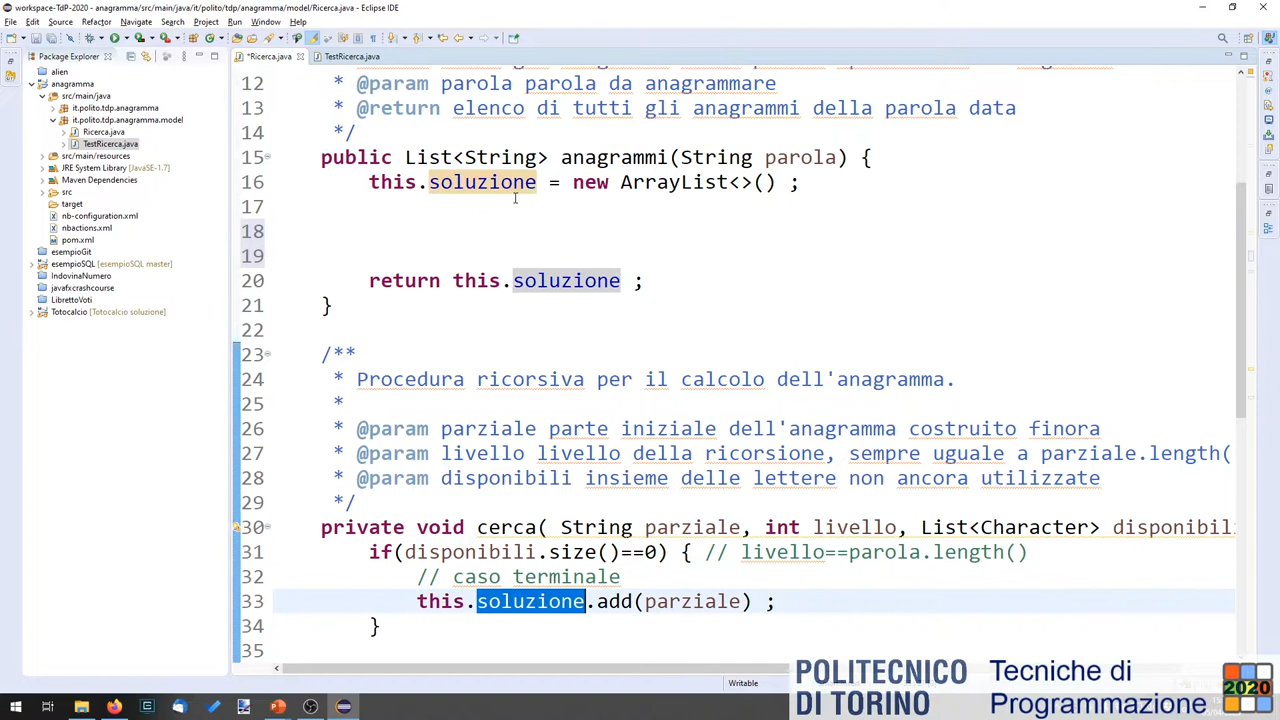 workspace-TdP-2020 - anagramma/src/main/java/it/polito/tdp/anagramma/model/Ricerca.java - Eclipse IDE
File Edit Source Refactor Navigate Search Project Run Window Help
Package Explorer
*Ricerca.java
TestRicerca.java
alien
anagramma
src/main/java
it.polito.tdp.anagramma
it.polito.tdp.anagramma.model
Ricerca.java
TestRicerca.java
src/main/resources
JRE System Library [JavaSE-1.7]
Maven Dependencies
src
target
nb-configuration.xml
nbactions.xml
pom.xml
esempioGit
esempioSQL [esempioSQL master]
IndovinaNumero
javafxcrashcourse
LibrettoVoti
Totocalcio [Totocalcio soluzione]
12 * @param parola parola da anagrammare
13 * @return elenco di tutti gli anagrammi della parola data
14 */
15 public List<String> anagrammi(String parola) {
16 this.soluzione = new ArrayList<>() ;
17
18
19
20 return this.soluzione ;
21 }
22
23 /**
24 * Procedura ricorsiva per il calcolo dell'anagramma.
25 *
26 * @param parziale parte iniziale dell'anagramma costruito finora
27 * @param livello livello della ricorsione, sempre uguale a parziale.length(
28 * @param disponibili insieme delle lettere non ancora utilizzate
29 */
30 private void cerca( String parziale, int livello, List<Character> disponibili
31 if(disponibili.size()==0) { // livello==parola.length()
32 // caso terminale
33 this.soluzione.add(parziale) ;
34 }
35
Writable
POLITECNICO
DI TORINO
Tecniche di
Programmazione
2020